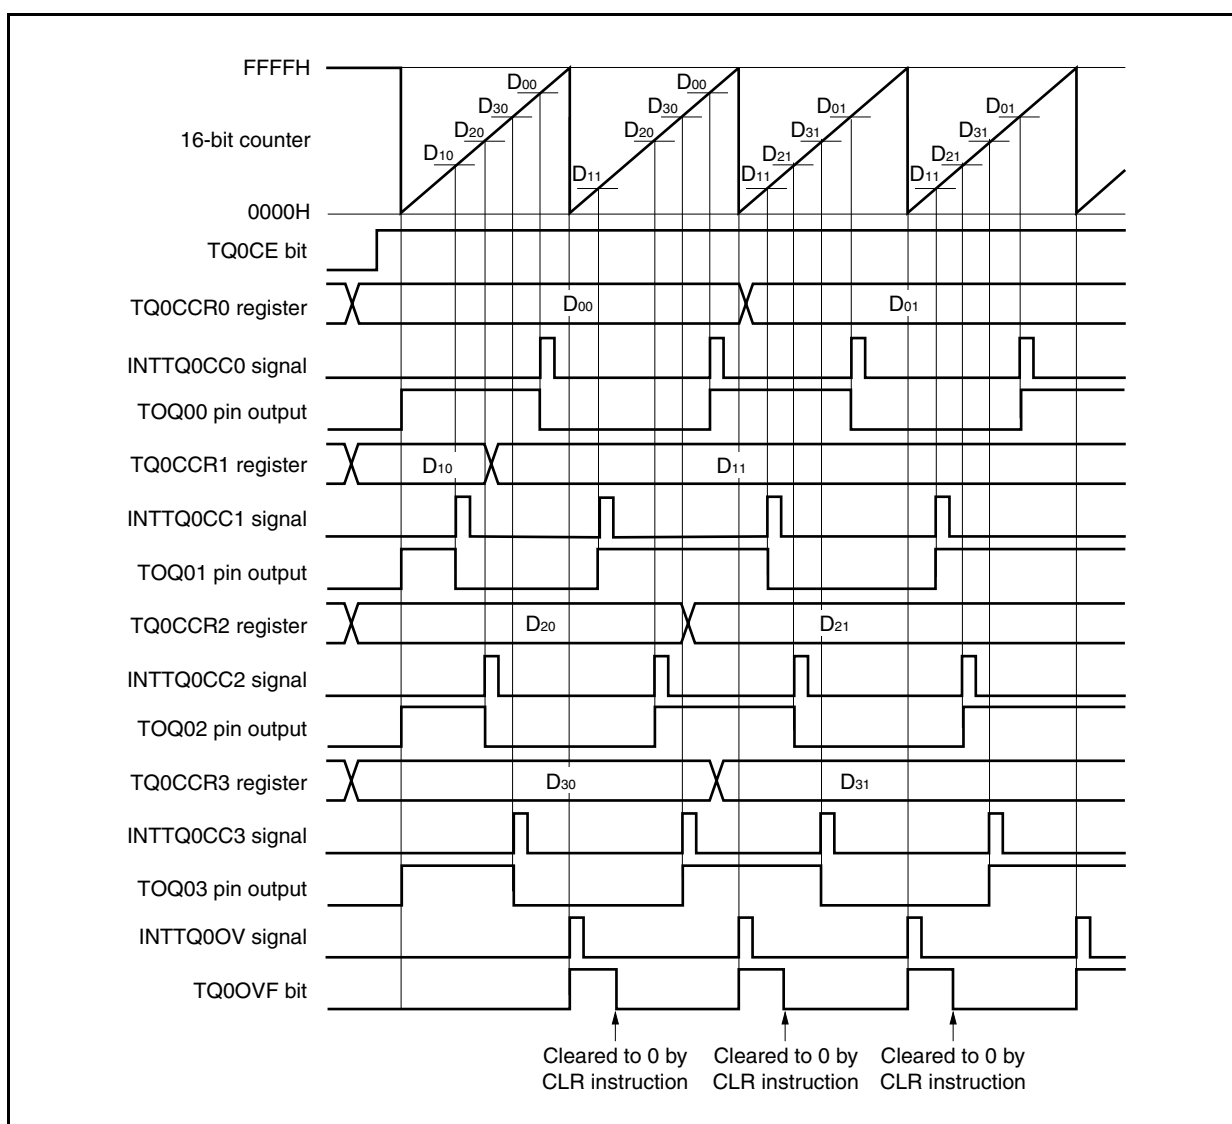 FFFFH
D00 D00
D30 D30 D01 D01
16-bit counter
D20 D20 D31 D31
D10 D21 D21
D11 D11 D11
0000H
TQ0CE bit
TQ0CCR0 register D00 D01
INTTQ0CC0 signal
TOQ00 pin output
TQ0CCR1 register D10 D11
INTTQ0CC1 signal
TOQ01 pin output
TQ0CCR2 register D20 D21
INTTQ0CC2 signal
TOQ02 pin output
TQ0CCR3 register D30 D31
INTTQ0CC3 signal
TOQ03 pin output
INTTQ0OV signal
TQ0OVF bit
Cleared to 0 by Cleared to 0 by Cleared to 0 by
CLR instruction CLR instruction CLR instruction